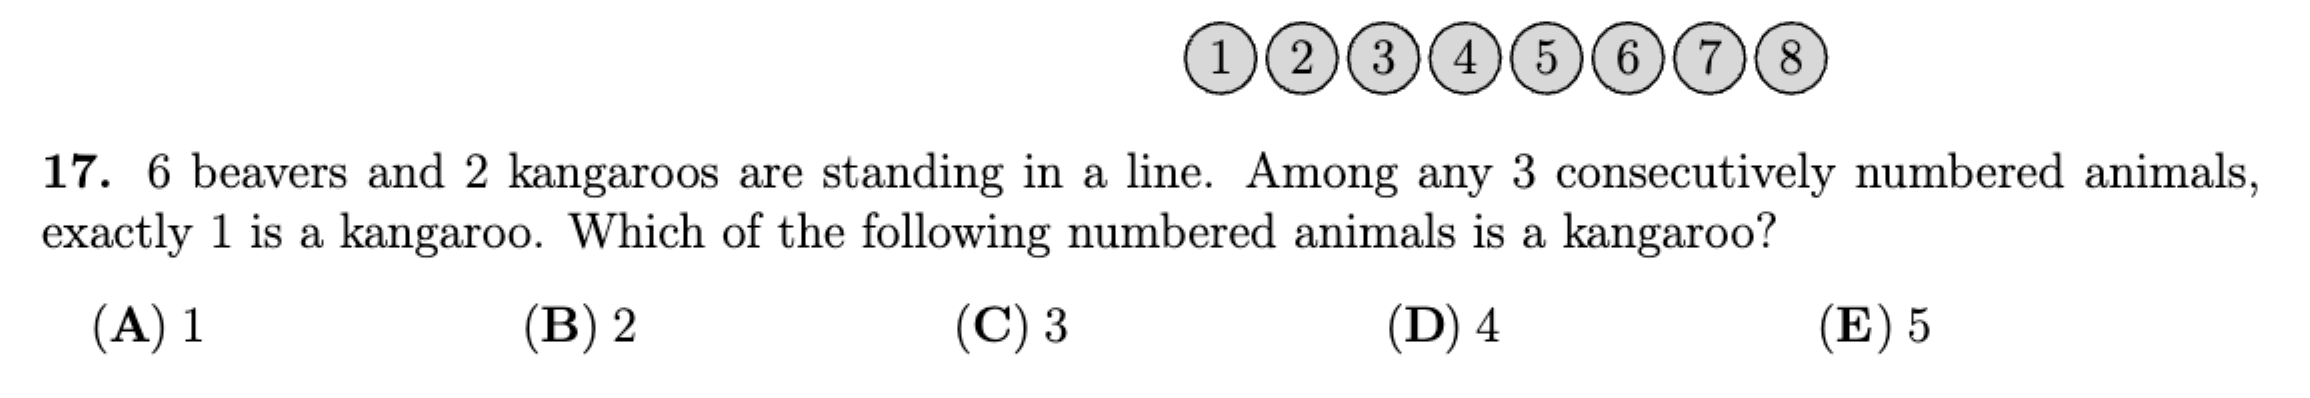 1 2 3 4 5 6 7 8
17. 6 beavers and 2 kangaroos are standing in a line. Among any 3 consecutively numbered animals,
exactly 1 is a kangaroo. Which of the following numbered animals is a kangaroo?
(A) 1 (B) 2 (C) 3 (D) 4 (E) 5